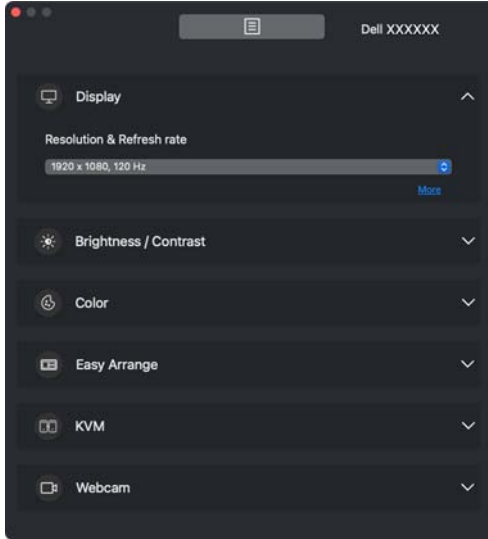 Dell XXXXXX
Display
Resolution & Refresh rate
1920 x 1080, 120 Hz
More
Brightness / Contrast
Color
Easy Arrange
KVM
Webcam